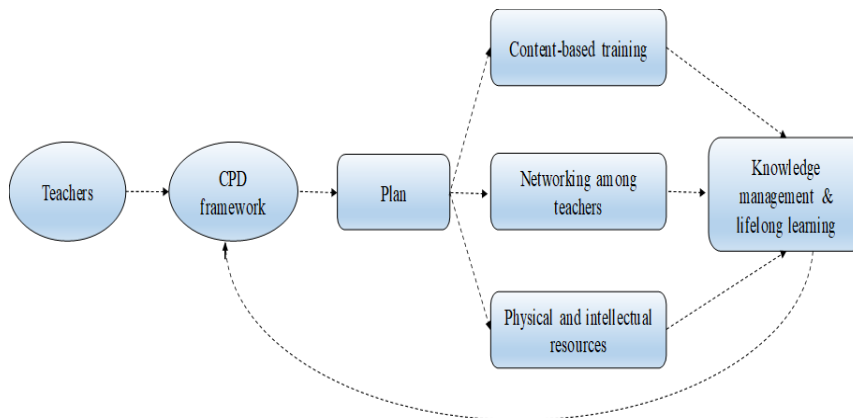 Teachers
CPD
framework
Plan
Content-based training
Networking among
teachers
Physical and intellectual
resources
Knowledge
management &
lifelong learning